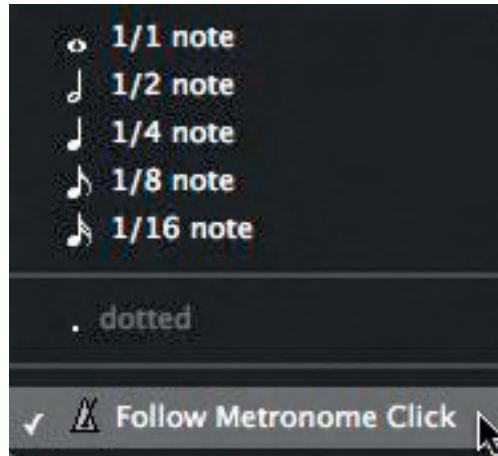 1/1 note
1/2 note
1/4 note
1/8 note
1/16 note
. dotted
Follow Metronome Click